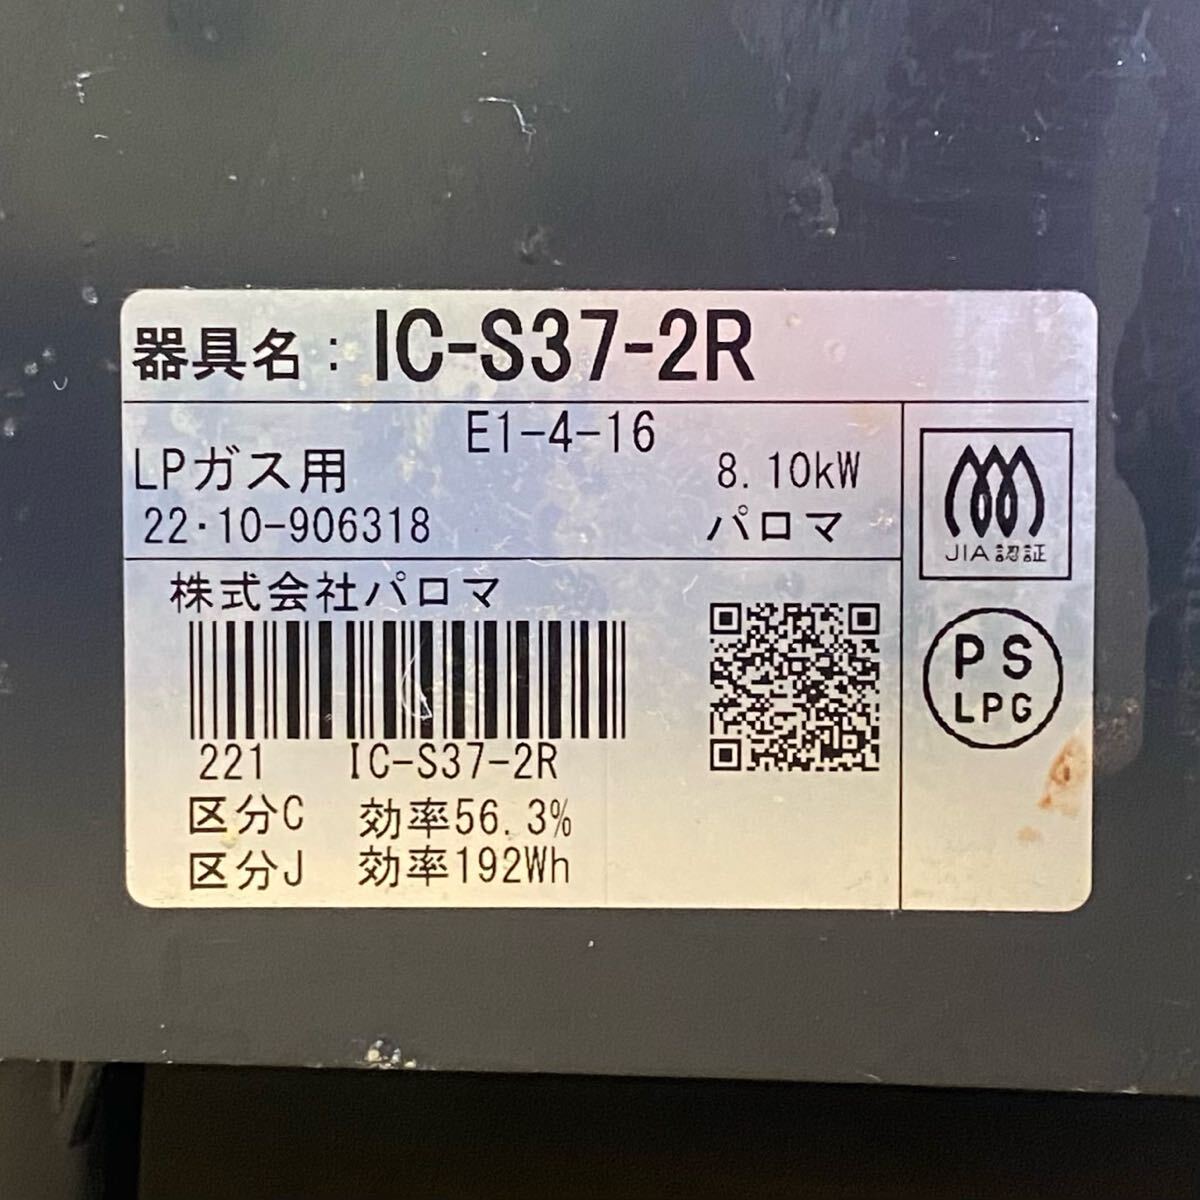 器具名：IC-S37-2R
E1-4-16
LPガス用
8.10kW
22・10-906318
パロマ
JIA認証
株式会社パロマ
PS
LPG
221 IC-S37-2R
区分C 効率56.3%
区分J 効率192Wh